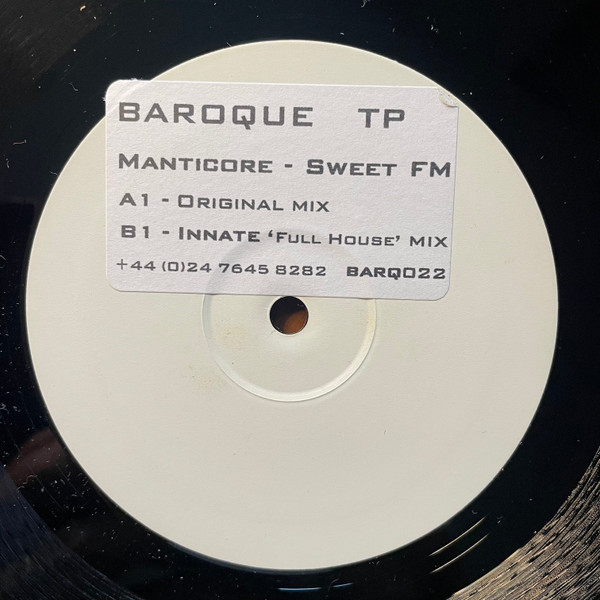 BAROQUE TP
MANTICORE - SWEET FM
A1 - ORIGINAL MIX
B1 - INNATE ‘FULL HOUSE’ MIX
+44 (0)24 7645 8282 BARQ022